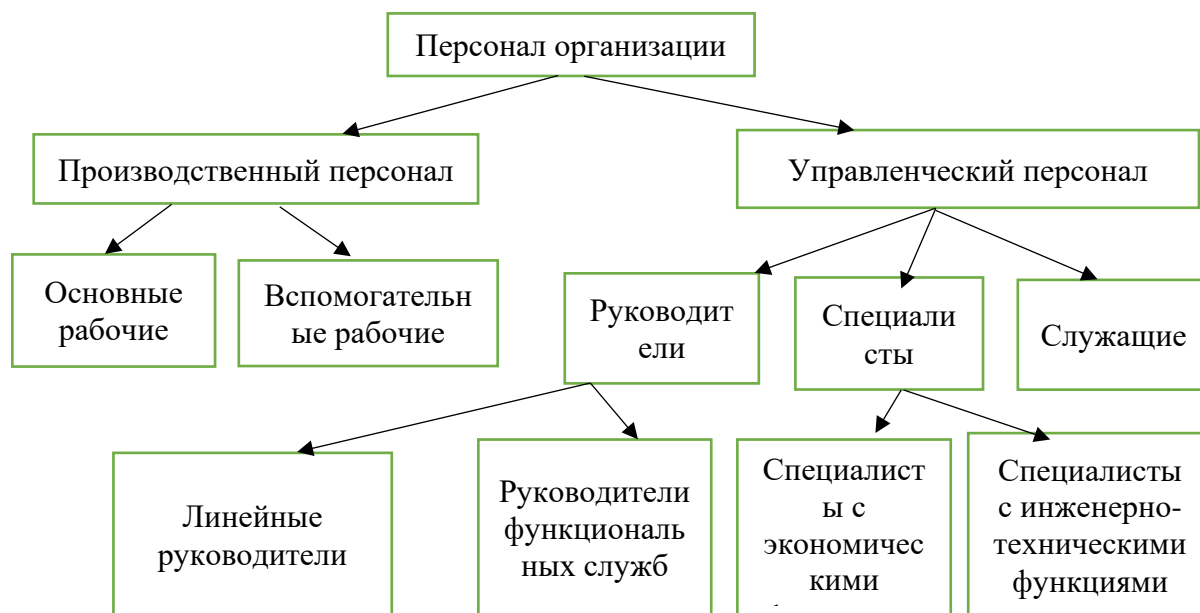 Персонал организации
Производственный персонал
Управленческий персонал
Основные
рабочие
Вспомогательн
ые рабочие
Руководит
ели
Специали
сты
Служащие
Линейные
руководители
Руководители
функциональ
ных служб
Специалист
ы с
экономичес
кими
Специалисты
с инженерно-
техническими
функциями